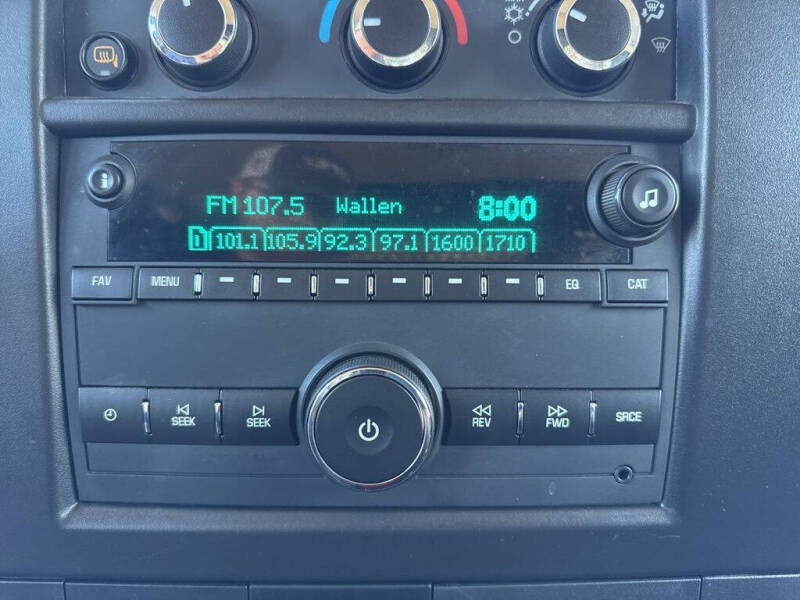 FM 107.5 Wallen 8:00
1 101.1 105.9 92.3 97.1 1600 1710
FAV MENU EQ CAT
SEEK SEEK REV FWD SRCE